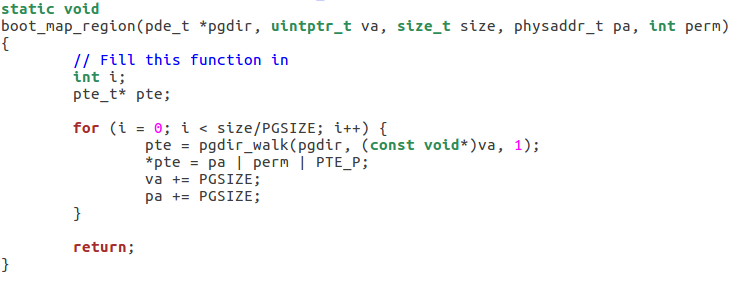 static void
boot_map_region(pde_t *pgdir, uintptr_t va, size_t size, physaddr_t pa, int perm)
{
        // Fill this function in
        int i;
        pte_t* pte;

        for (i = 0; i < size/PGSIZE; i++) {
                pte = pgdir_walk(pgdir, (const void*)va, 1);
                *pte = pa | perm | PTE_P;
                va += PGSIZE;
                pa += PGSIZE;
        }

        return;
}